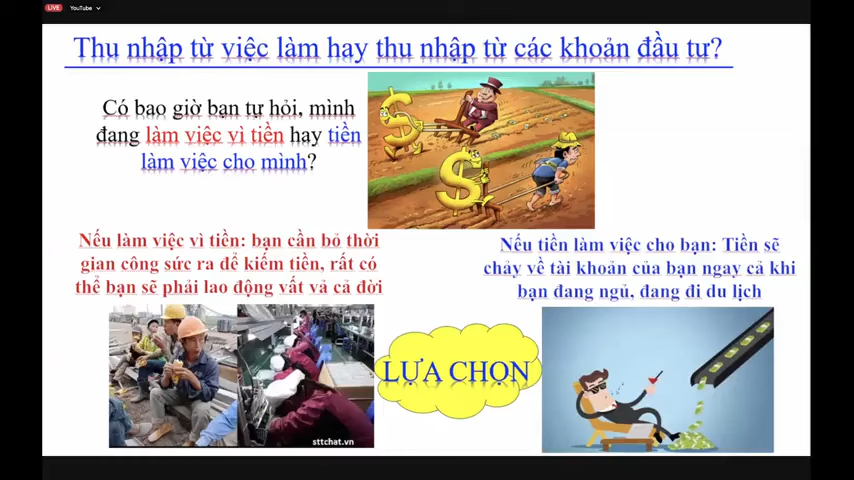 LIVE YouTube
Thu nhập từ việc làm hay thu nhập từ các khoản đầu tư?
Có bao giờ bạn tự hỏi, mình
đang làm việc vì tiền hay tiền
làm việc cho mình?
$
$
Nếu làm việc vì tiền: bạn cần bỏ thời
gian công sức ra để kiếm tiền, rất có
thể bạn sẽ phải lao động vất vả cả đời
Nếu tiền làm việc cho bạn: Tiền sẽ
chảy về tài khoản của bạn ngay cả khi
bạn đang ngủ, đang đi du lịch
LỰA CHỌN
sttchat.vn